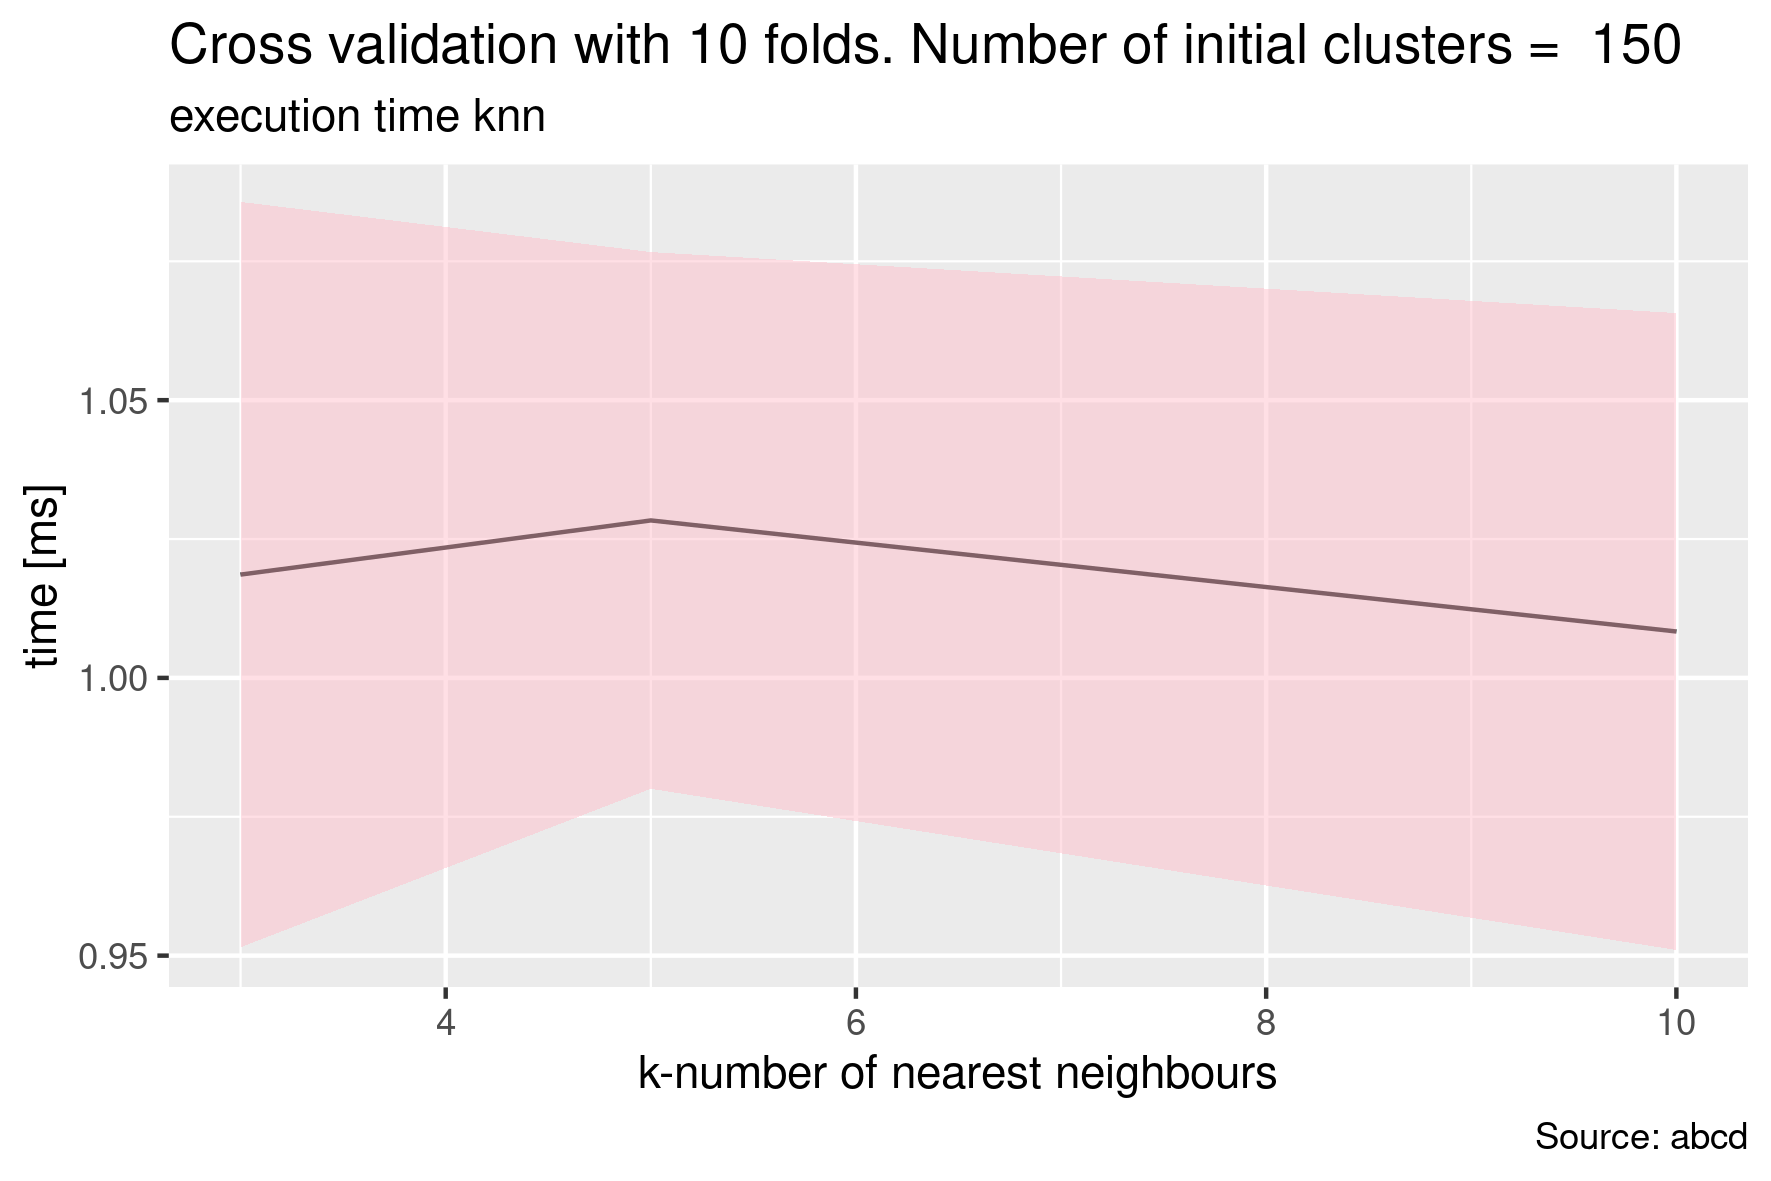 Cross validation with 10 folds. Number of initial clusters =  150
execution time knn
time [ms]
1.05
1.00
0.95
4
6
8
10
k-number of nearest neighbours
Source: abcd